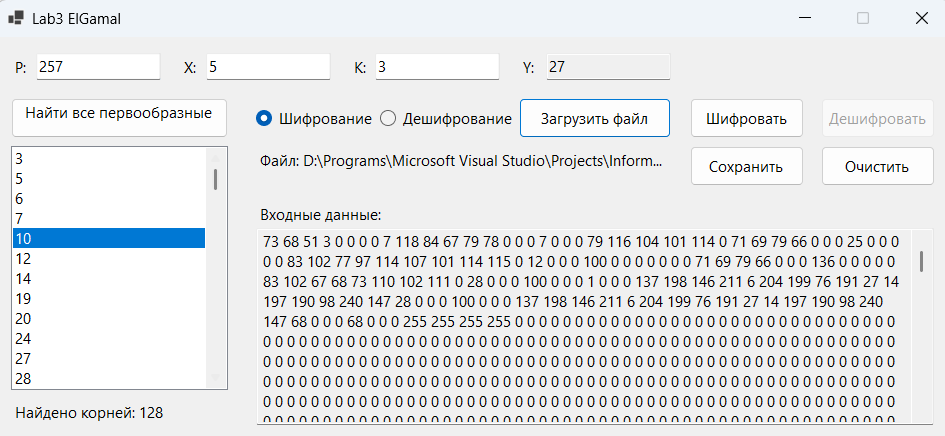 Lab3 ElGamal
P: 257 X: 5 K: 3 Y: 27
Найти все первообразные
Шифрование Дешифрование Загрузить файл Шифровать Дешифровать
3
5
6
7
10
12
14
19
20
24
27
28
Найдено корней: 128
Файл: D:\Programs\Microsoft Visual Studio\Projects\Inform...
Сохранить Очистить
Входные данные:
73 68 51 3 0 0 0 0 7 118 84 67 79 78 0 0 0 7 0 0 0 79 116 104 101 114 0 71 69 79 66 0 0 0 25 0 0 0
0 0 83 102 77 97 114 107 101 114 115 0 12 0 0 0 100 0 0 0 0 0 0 0 71 69 79 66 0 0 0 136 0 0 0 0 0
83 102 67 68 73 110 102 111 0 28 0 0 0 100 0 0 0 1 0 0 0 137 198 146 211 6 204 199 76 191 27 14
197 190 98 240 147 28 0 0 0 100 0 0 0 137 198 146 211 6 204 199 76 191 27 14 197 190 98 240
147 68 0 0 0 68 0 0 0 255 255 255 255 0 0 0 0 0 0 0 0 0 0 0 0 0 0 0 0 0 0 0 0 0 0 0 0 0 0 0
0 0 0 0 0 0 0 0 0 0 0 0 0 0 0 0 0 0 0 0 0 0 0 0 0 0 0 0 0 0 0 0 0 0 0 0 0 0 0 0 0 0 0 0 0 0 0 0 0
0 0 0 0 0 0 0 0 0 0 0 0 0 0 0 0 0 0 0 0 0 0 0 0 0 0 0 0 0 0 0 0 0 0 0 0 0 0 0 0 0 0 0 0 0 0 0 0 0
0 0 0 0 0 0 0 0 0 0 0 0 0 0 0 0 0 0 0 0 0 0 0 0 0 0 0 0 0 0 0 0 0 0 0 0 0 0 0 0 0 0 0 0 0 0 0 0 0
0 0 0 0 0 0 0 0 0 0 0 0 0 0 0 0 0 0 0 0 0 0 0 0 0 0 0 0 0 0 0 0 0 0 0 0 0 0 0 0 0 0 0 0 0 0 0 0 0
0 0 0 0 0 0 0 0 0 0 0 0 0 0 0 0 0 0 0 0 0 0 0 0 0 0 0 0 0 0 0 0 0 0 0 0 0 0 0 0 0 0 0 0 0 0 0 0 0